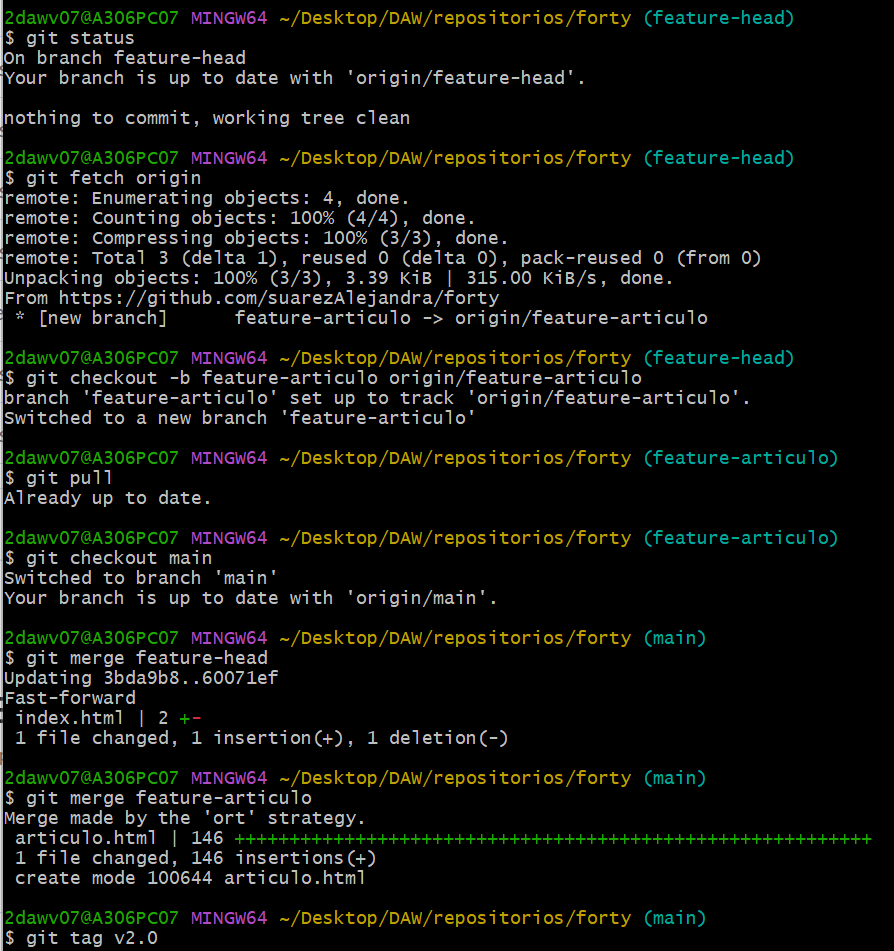 2dawv07@A306PC07 MINGW64 ~/Desktop/DAW/repositorios/forty (feature-head)
$ git status
On branch feature-head
Your branch is up to date with 'origin/feature-head'.
nothing to commit, working tree clean
2dawv07@A306PC07 MINGW64 ~/Desktop/DAW/repositorios/forty (feature-head)
$ git fetch origin
remote: Enumerating objects: 4, done.
remote: Counting objects: 100% (4/4), done.
remote: Compressing objects: 100% (3/3), done.
remote: Total 3 (delta 1), reused 0 (delta 0), pack-reused 0 (from 0)
Unpacking objects: 100% (3/3), 3.39 KiB | 315.00 KiB/s, done.
From https://github.com/suarezAlejandra/forty
 * [new branch]      feature-articulo -> origin/feature-articulo
2dawv07@A306PC07 MINGW64 ~/Desktop/DAW/repositorios/forty (feature-head)
$ git checkout -b feature-articulo origin/feature-articulo
branch 'feature-articulo' set up to track 'origin/feature-articulo'.
Switched to a new branch 'feature-articulo'
2dawv07@A306PC07 MINGW64 ~/Desktop/DAW/repositorios/forty (feature-articulo)
$ git pull
Already up to date.
2dawv07@A306PC07 MINGW64 ~/Desktop/DAW/repositorios/forty (feature-articulo)
$ git checkout main
Switched to branch 'main'
Your branch is up to date with 'origin/main'.
2dawv07@A306PC07 MINGW64 ~/Desktop/DAW/repositorios/forty (main)
$ git merge feature-head
Updating 3bda9b8..60071ef
Fast-forward
 index.html | 2 +-
 1 file changed, 1 insertion(+), 1 deletion(-)
2dawv07@A306PC07 MINGW64 ~/Desktop/DAW/repositorios/forty (main)
$ git merge feature-articulo
Merge made by the 'ort' strategy.
 articulo.html | 146 ++++++++++++++++++++++++++++++++++++++++++++++++++++++++++
 1 file changed, 146 insertions(+)
 create mode 100644 articulo.html
2dawv07@A306PC07 MINGW64 ~/Desktop/DAW/repositorios/forty (main)
$ git tag v2.0